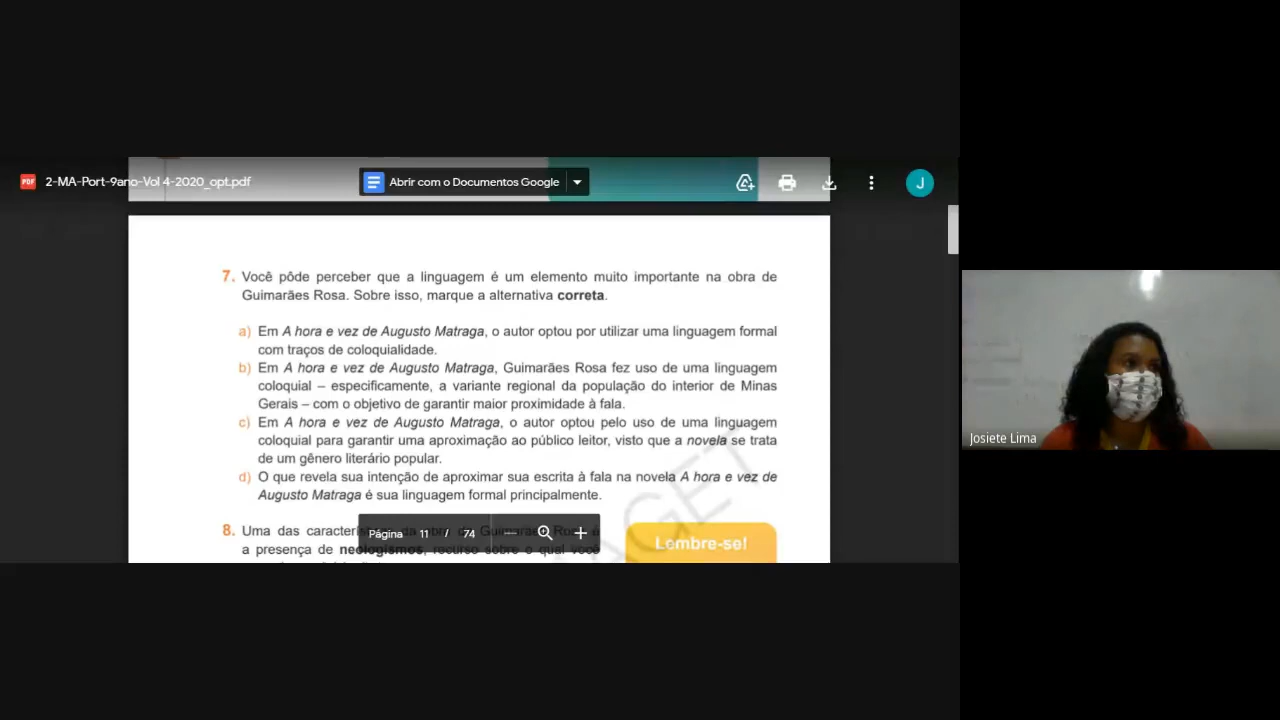 2-MA-Port-9ano-Vol 4-2020_opt.pdf
Abrir com o Documentos Google
J
7. Você pôde perceber que a linguagem é um elemento muito importante na obra de
Guimarães Rosa. Sobre isso, marque a alternativa correta.
a) Em A hora e vez de Augusto Matraga, o autor optou por utilizar uma linguagem formal
com traços de coloquialidade.
b) Em A hora e vez de Augusto Matraga, Guimarães Rosa fez uso de uma linguagem
coloquial – especificamente, a variante regional da população do interior de Minas
Gerais – com o objetivo de garantir maior proximidade à fala.
c) Em A hora e vez de Augusto Matraga, o autor optou pelo uso de uma linguagem
coloquial para garantir uma aproximação ao público leitor, visto que a novela se trata
de um gênero literário popular.
d) O que revela sua intenção de aproximar sua escrita à fala na novela A hora e vez de
Augusto Matraga é sua linguagem formal principalmente.
8. Uma das da obra de Guimarães Rosa é
a presença de neologismos, recurso sobre o qual você
Página 11 / 74
Lembre-se!
Josiete Lima